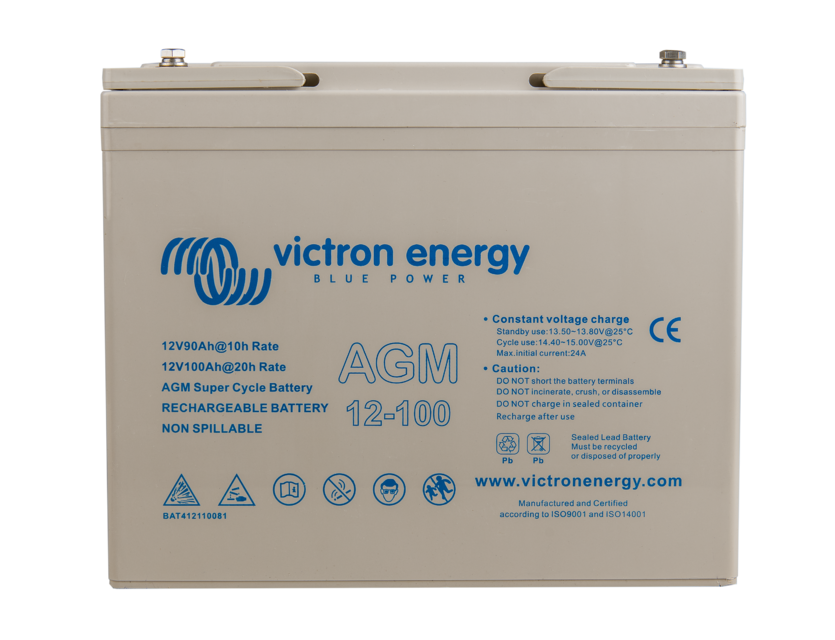 victron energy
BLUE POWER
12V90Ah@10h Rate
12V100Ah@20h Rate
AGM Super Cycle Battery
RECHARGEABLE BATTERY
NON SPILLABLE
AGM
12-100
• Constant voltage charge
Standby use:13.50~13.80V@25°C
Cycle use:14.40~15.00V@25°C
Max.initial current:24A
CE
• Caution:
DO NOT short the battery terminals
DO NOT incinerate, crush, or disassemble
DO NOT charge in sealed container
Recharge after use
Pb Pb
Sealed Lead Battery
Must be recycled
or disposed of properly
www.victronenergy.com
Manufactured and Certified
according to ISO9001 and ISO14001
BAT412110081